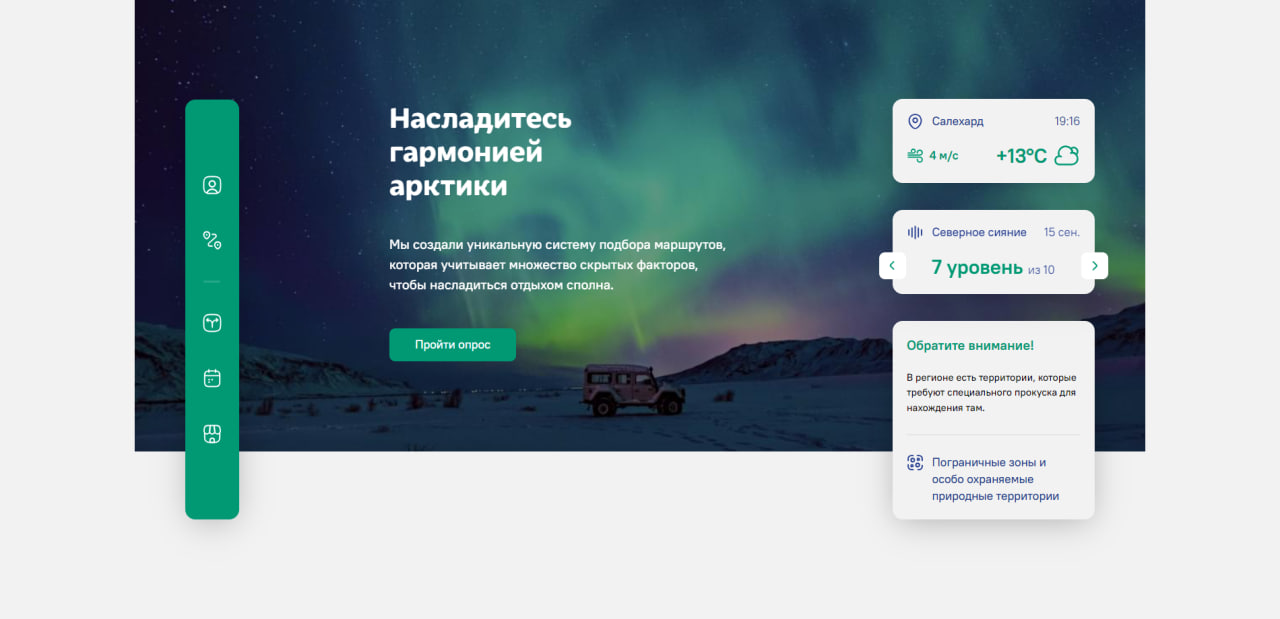 Насладитесь
гармонией
арктики
Мы создали уникальную систему подбора маршрутов,
которая учитывает множество скрытых факторов,
чтобы насладиться отдыхом сполна.
Пройти опрос
Салехард 19:16
4 м/с +13°C
Северное сияние 15 сен.
7 уровень из 10
Обратите внимание!
В регионе есть территории, которые
требуют специального прокуска для
нахождения там.
Пограничные зоны и
особо охраняемые
природные территории